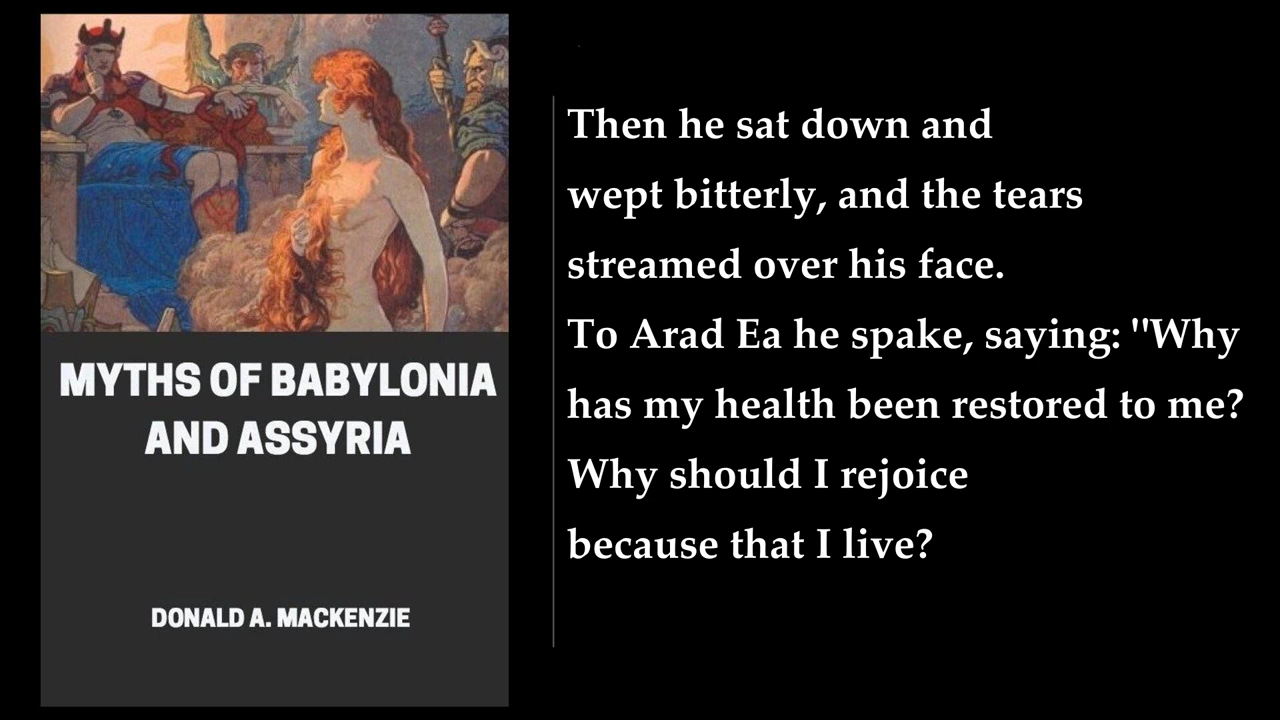 MYTHS OF BABYLONIA
AND ASSYRIA
DONALD A. MACKENZIE
Then he sat down and
wept bitterly, and the tears
streamed over his face.
To Arad Ea he spake, saying: "Why
has my health been restored to me?
Why should I rejoice
because that I live?